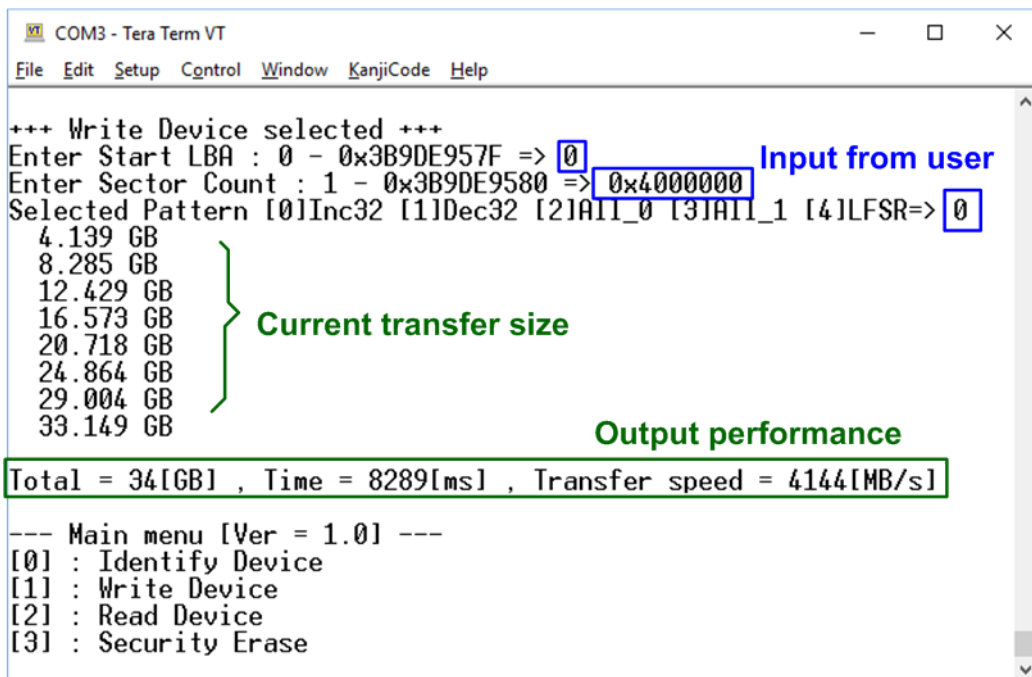 COM3 - Tera Term VT
File Edit Setup Control Window KanjiCode Help
+++ Write Device selected +++
Enter Start LBA : 0 - 0x3B9DE957F => 0
Input from user
Enter Sector Count : 1 - 0x3B9DE9580 => 0x4000000
Selected Pattern [0]Inc32 [1]Dec32 [2]All_0 [3]All_1 [4]LFSR=> 0
4.139 GB
8.285 GB
12.429 GB
16.573 GB
Current transfer size
20.718 GB
24.864 GB
29.004 GB
33.149 GB
Output performance
Total = 34[GB] , Time = 8289[ms] , Transfer speed = 4144[MB/s]
--- Main menu [Ver = 1.0] ---
[0] : Identify Device
[1] : Write Device
[2] : Read Device
[3] : Security Erase